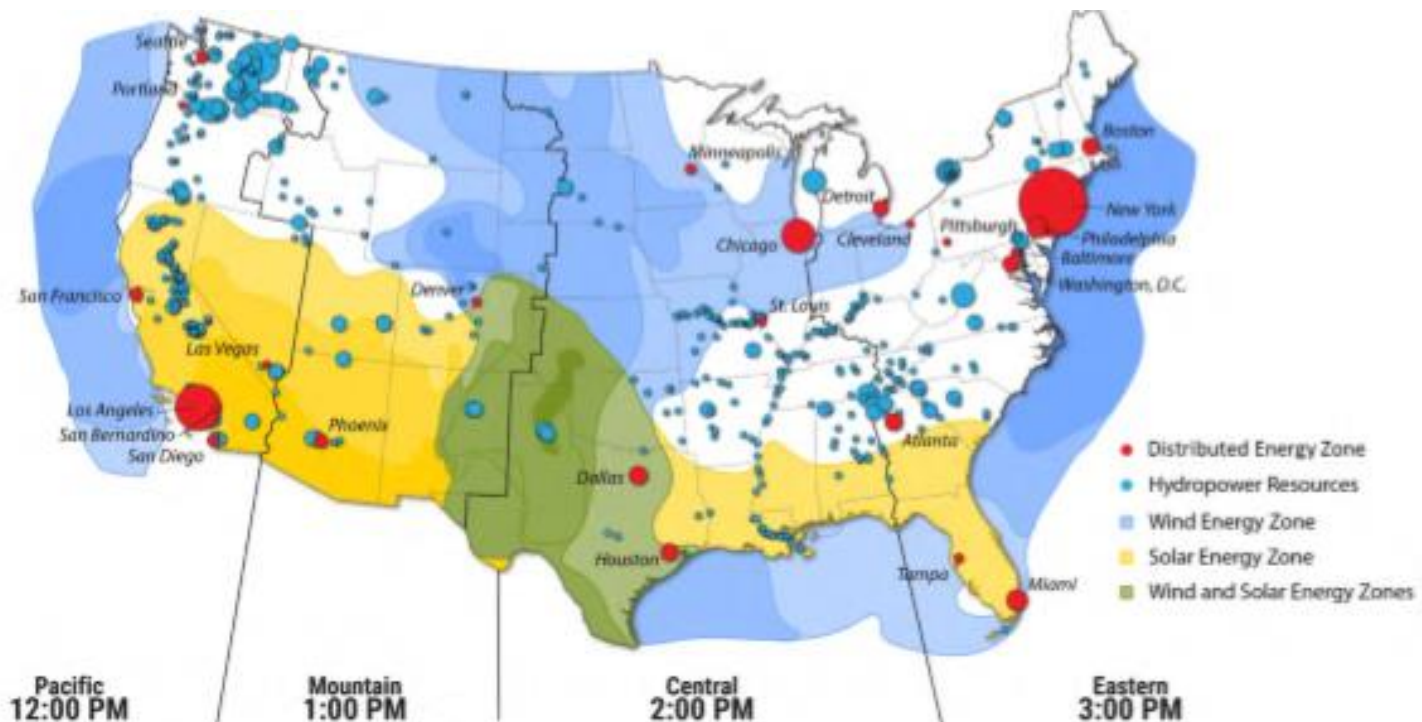 Seattle
Portland
Minneapolis
Boston
Detroit
New York
Chicago
Cleveland
Pittsburgh
Philadelphia
Baltimore
Washington, D.C.
San Francisco
Denver
St. Louis
Las Vegas
Los Angeles
San Bernardino
San Diego
Phoenix
Dallas
Atlanta
Houston
Tampa
Miami
Distributed Energy Zone
Hydropower Resources
Wind Energy Zone
Solar Energy Zone
Wind and Solar Energy Zones
Pacific
12:00 PM
Mountain
1:00 PM
Central
2:00 PM
Eastern
3:00 PM